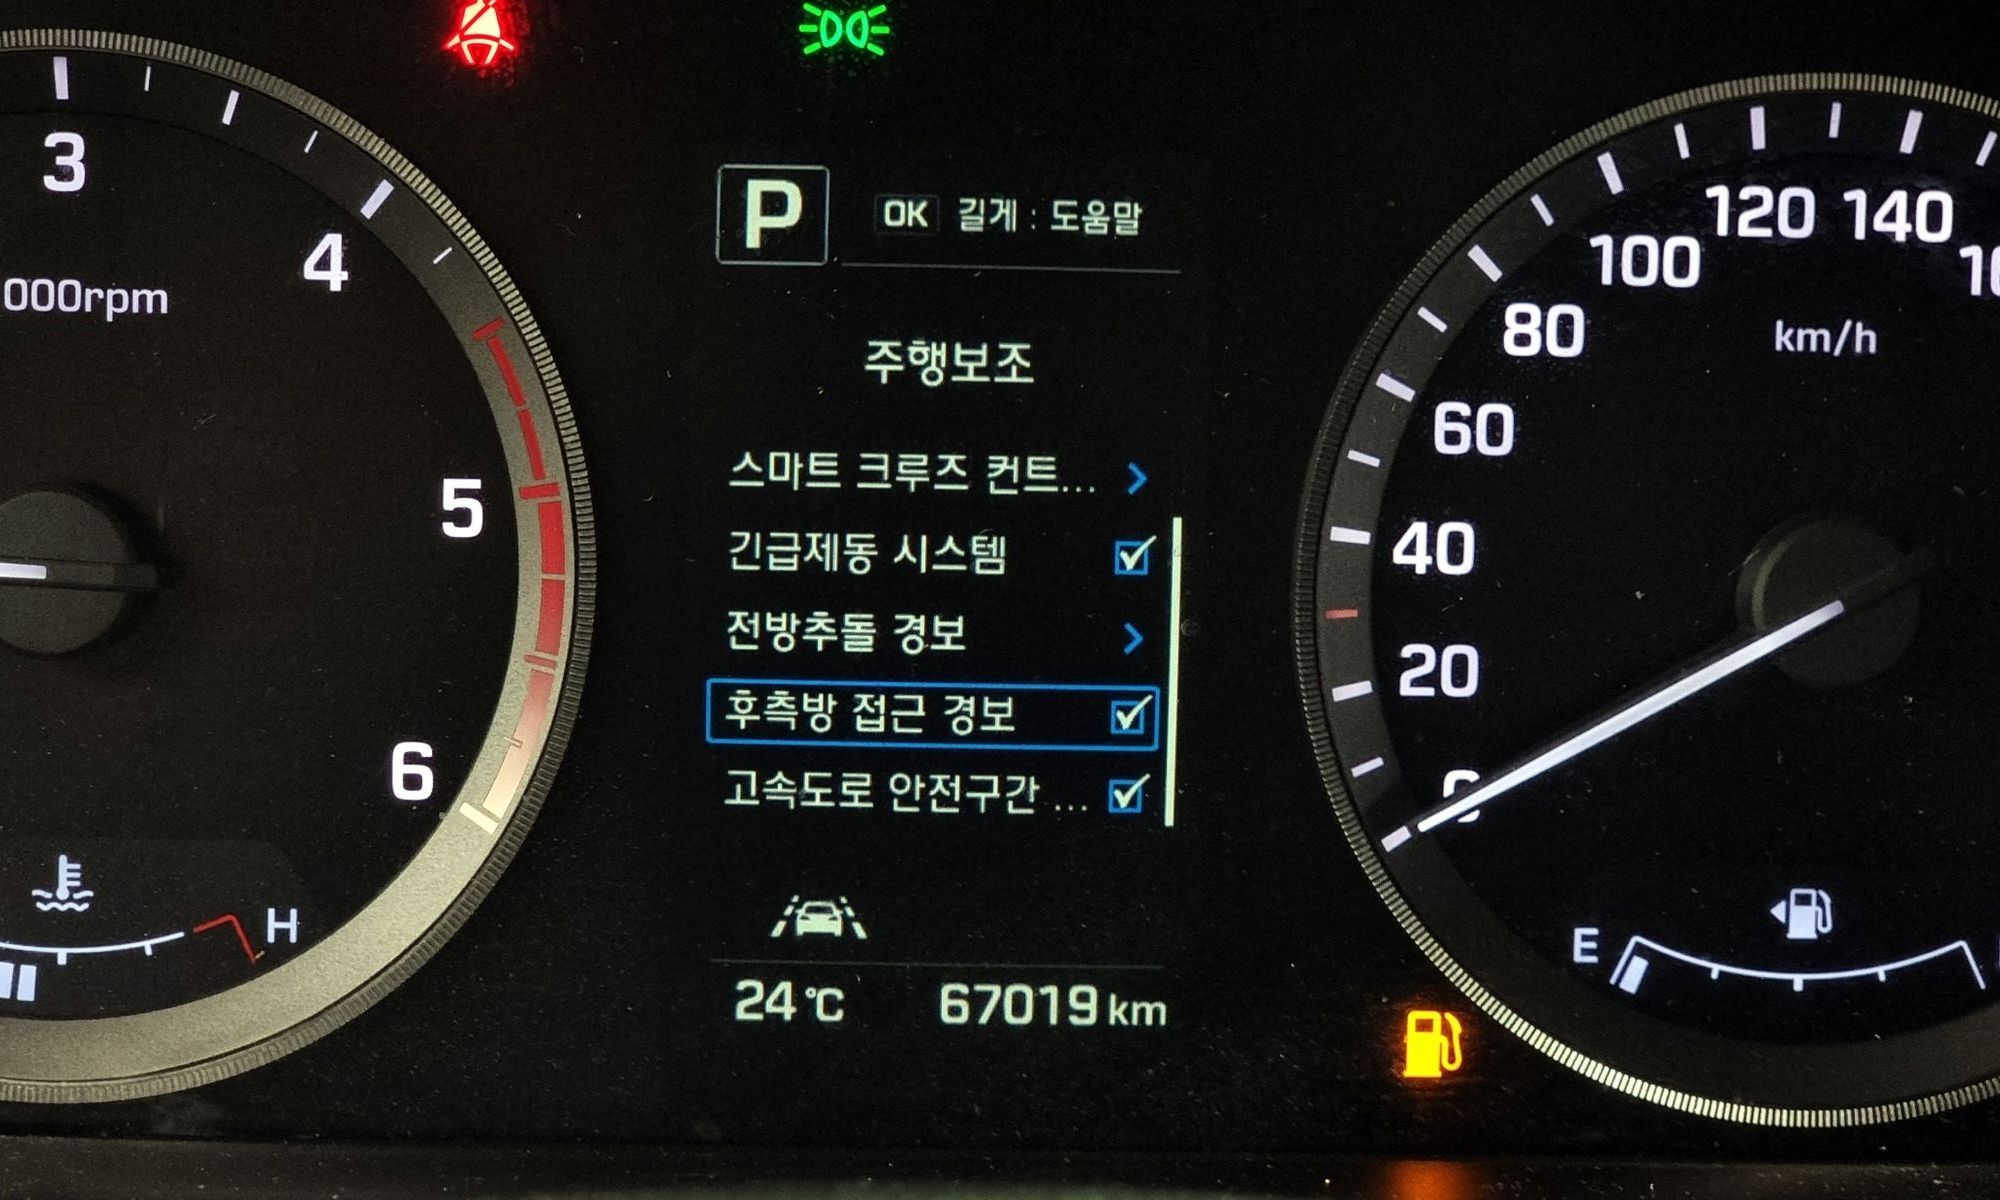 3
4
000rpm
5
6
H
P
OK 길게 : 도움말
주행보조
스마트 크루즈 컨트...
긴급제동 시스템
전방추돌 경보
후측방 접근 경보
고속도로 안전구간 ...
24 °C 67019 km
120 140
100
80
km/h
60
40
20
0
E